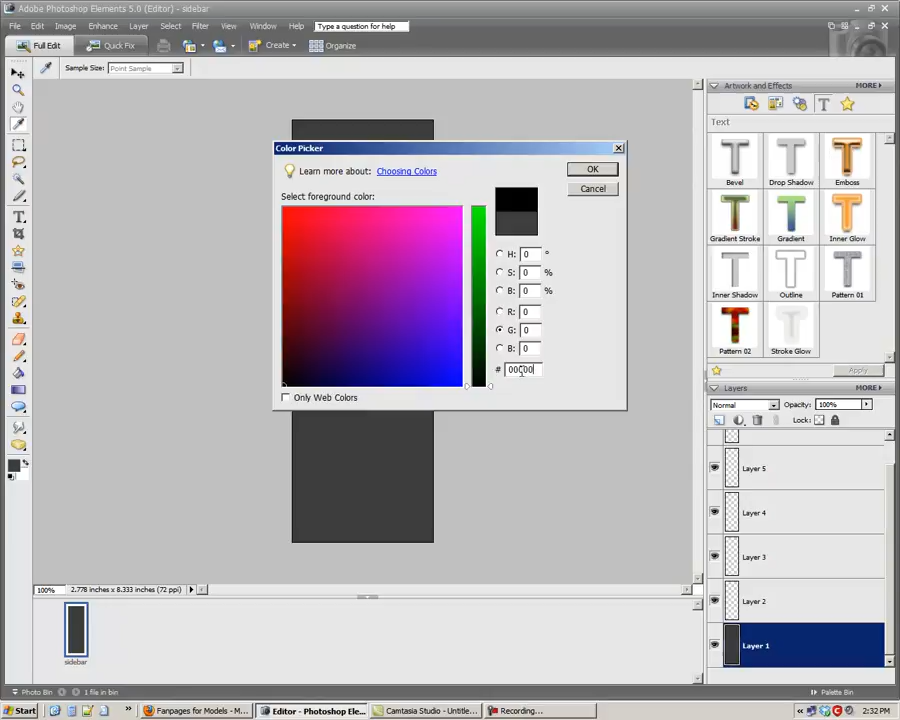 Adobe Photoshop Elements 5.0 (Editor) - sidebar
File Edit Image Enhance Layer Select Filter View Window Help Type a question for help
Full Edit Quick Fix Create Organize
Sample Size: Point Sample
Artwork and Effects MORE
Text
Bevel Drop Shadow Emboss
Gradient Stroke Gradient Inner Glow
Inner Shadow Outline Pattern 01
Pattern 02 Stroke Glow
Apply
Color Picker
Learn more about: Choosing Colors
OK
Cancel
Select foreground color:
H: 0 °
S: 0 %
B: 0 %
R: 0
G: 0
B: 0
# 000000
Only Web Colors
Layers MORE
Normal Opacity: 100%
Lock:
Layer 5
Layer 4
Layer 3
Layer 2
Layer 1
100% 2.778 inches x 8.333 inches (72 ppi)
sidebar
Photo Bin 1 file in bin Palette Bin
Start Fanpages for Models - M... Editor - Photoshop Ele... Camtasia Studio - Untitle... Recording... 2:32 PM